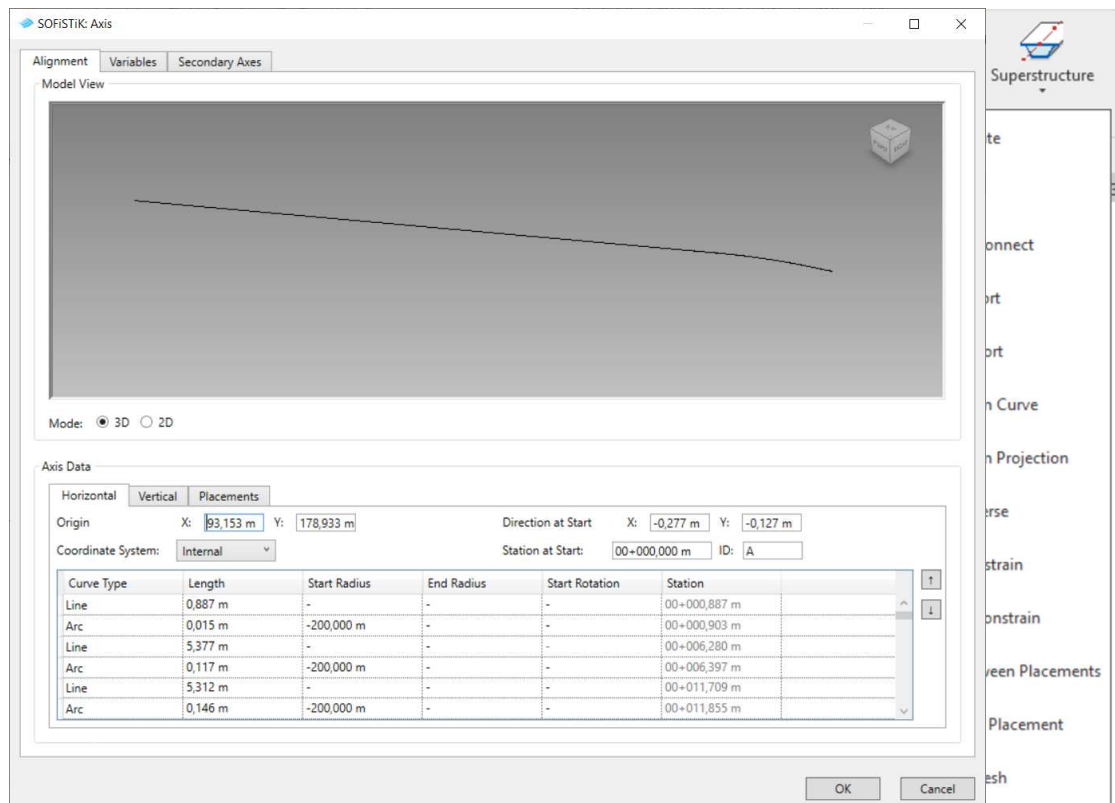 SOFiSTiK: Axis
Superstructure
Alignment Variables Secondary Axes
Model View
Mode: 3D 2D
Axis Data
Horizontal Vertical Placements
Origin X: 93,153 m Y: 178,933 m Direction at Start X: -0,277 m Y: -0,127 m
Coordinate System: Internal Station at Start: 00+000,000 m ID: A
Curve Type Length Start Radius End Radius Start Rotation Station
Line 0,887 m - - - 00+000,887 m
Arc 0,015 m -200,000 m - - 00+000,903 m
Line 5,377 m - - - 00+006,280 m
Arc 0,117 m -200,000 m - - 00+006,397 m
Line 5,312 m - - - 00+011,709 m
Arc 0,146 m -200,000 m - - 00+011,855 m
OK Cancel
te
onnect
ort
ort
n Curve
n Projection
erse
strain
onstrain
veen Placements
Placement
esh